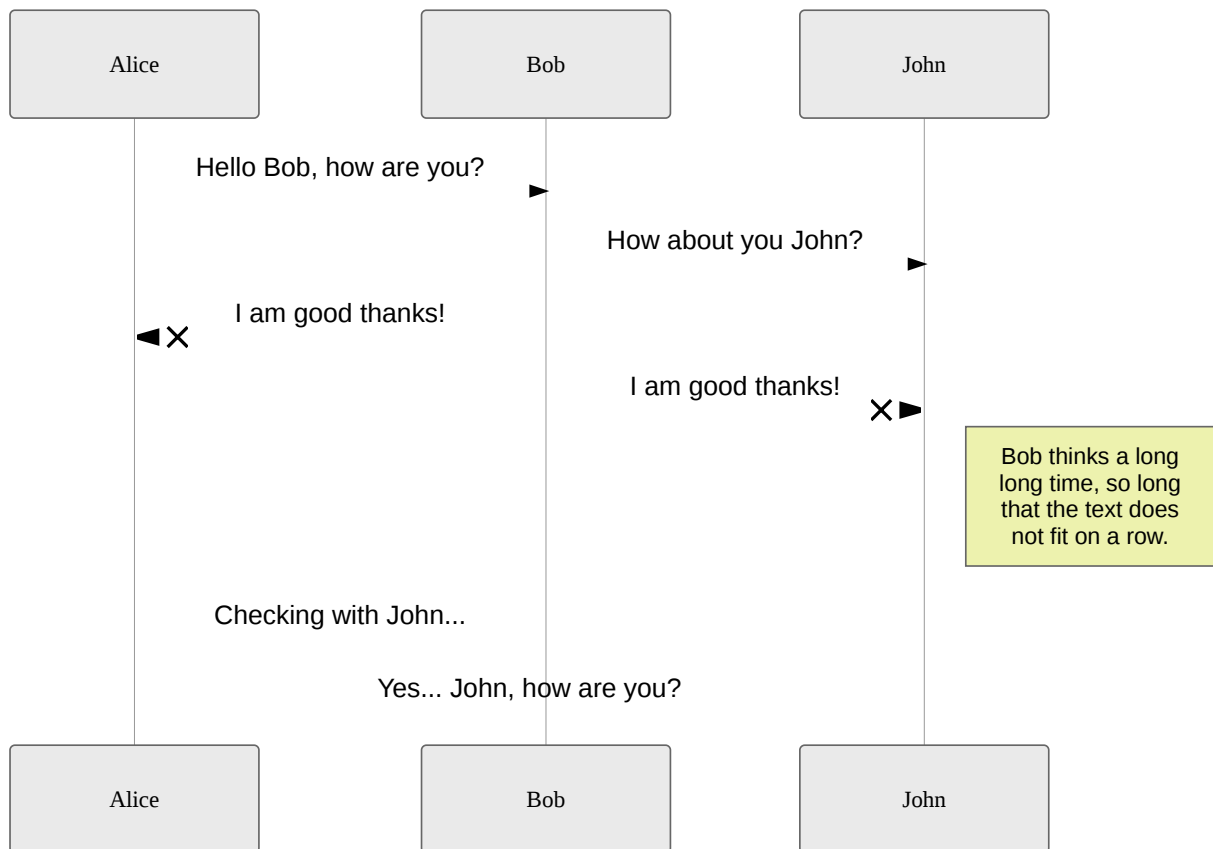 Alice
Bob
John
Hello Bob, how are you?
How about you John?
I am good thanks!
I am good thanks!
Bob thinks a long
long time, so long
that the text does
not fit on a row.
Checking with John...
Yes... John, how are you?
Alice
Bob
John